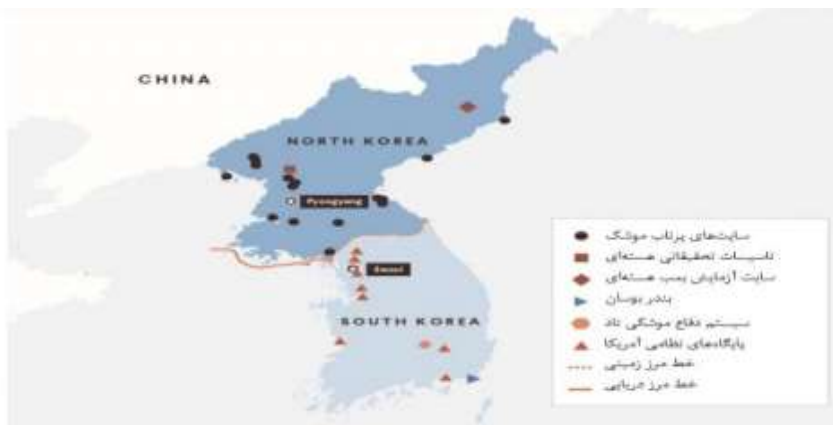 CHINA
NORTH KOREA
Pyongyang
Seoul
SOUTH KOREA
سایت‌های پرتاب موشک
تاسیسات تحقیقاتی هسته‌ای
سایت آزمایش بمب هسته‌ای
بندر بوسان
سیستم دفاع موشکی تاد
پایگاه‌های نظامی آمریکا
خط مرز زمینی
خط مرز دریایی